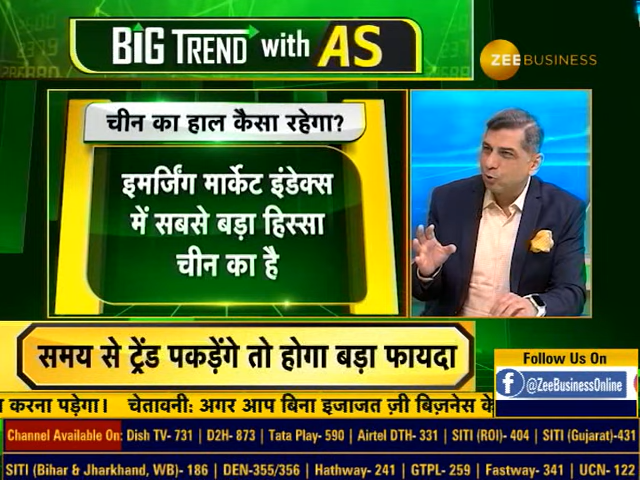 BIG TREND with AS
ZEE BUSINESS
चीन का हाल कैसा रहेगा?
इमर्जिंग मार्केट इंडेक्स
में सबसे बड़ा हिस्सा
चीन का है
समय से ट्रेंड पकड़ेंगे तो होगा बड़ा फायदा
Follow Us On
@ZeeBusinessOnline
करना पड़ेगा। चेतावनी: अगर आप बिना इजाजत ज़ी बिज़नेस के
Channel Available On: Dish TV- 731 | D2H- 873 | Tata Play- 590 | Airtel DTH- 331 | SITI (ROI)- 404 | SITI (Gujarat)-431
SITI (Bihar & Jharkhand, WB)- 186 | DEN-355/356 | Hathway- 241 | GTPL- 259 | Fastway- 341 | UCN- 122